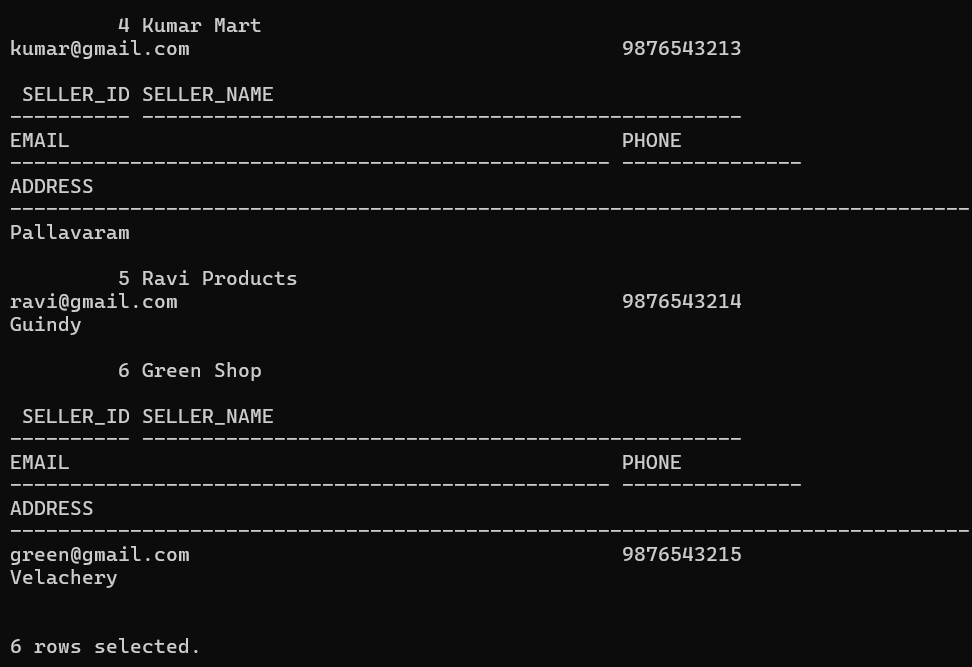 4 Kumar Mart
kumar@gmail.com 9876543213
SELLER_ID SELLER_NAME
---------- --------------------------------------------------
EMAIL PHONE
-------------------------------------------------- ---------------
ADDRESS
--------------------------------------------------------------------------------
Pallavaram
5 Ravi Products
ravi@gmail.com 9876543214
Guindy
6 Green Shop
SELLER_ID SELLER_NAME
---------- --------------------------------------------------
EMAIL PHONE
-------------------------------------------------- ---------------
ADDRESS
--------------------------------------------------------------------------------
green@gmail.com 9876543215
Velachery
6 rows selected.